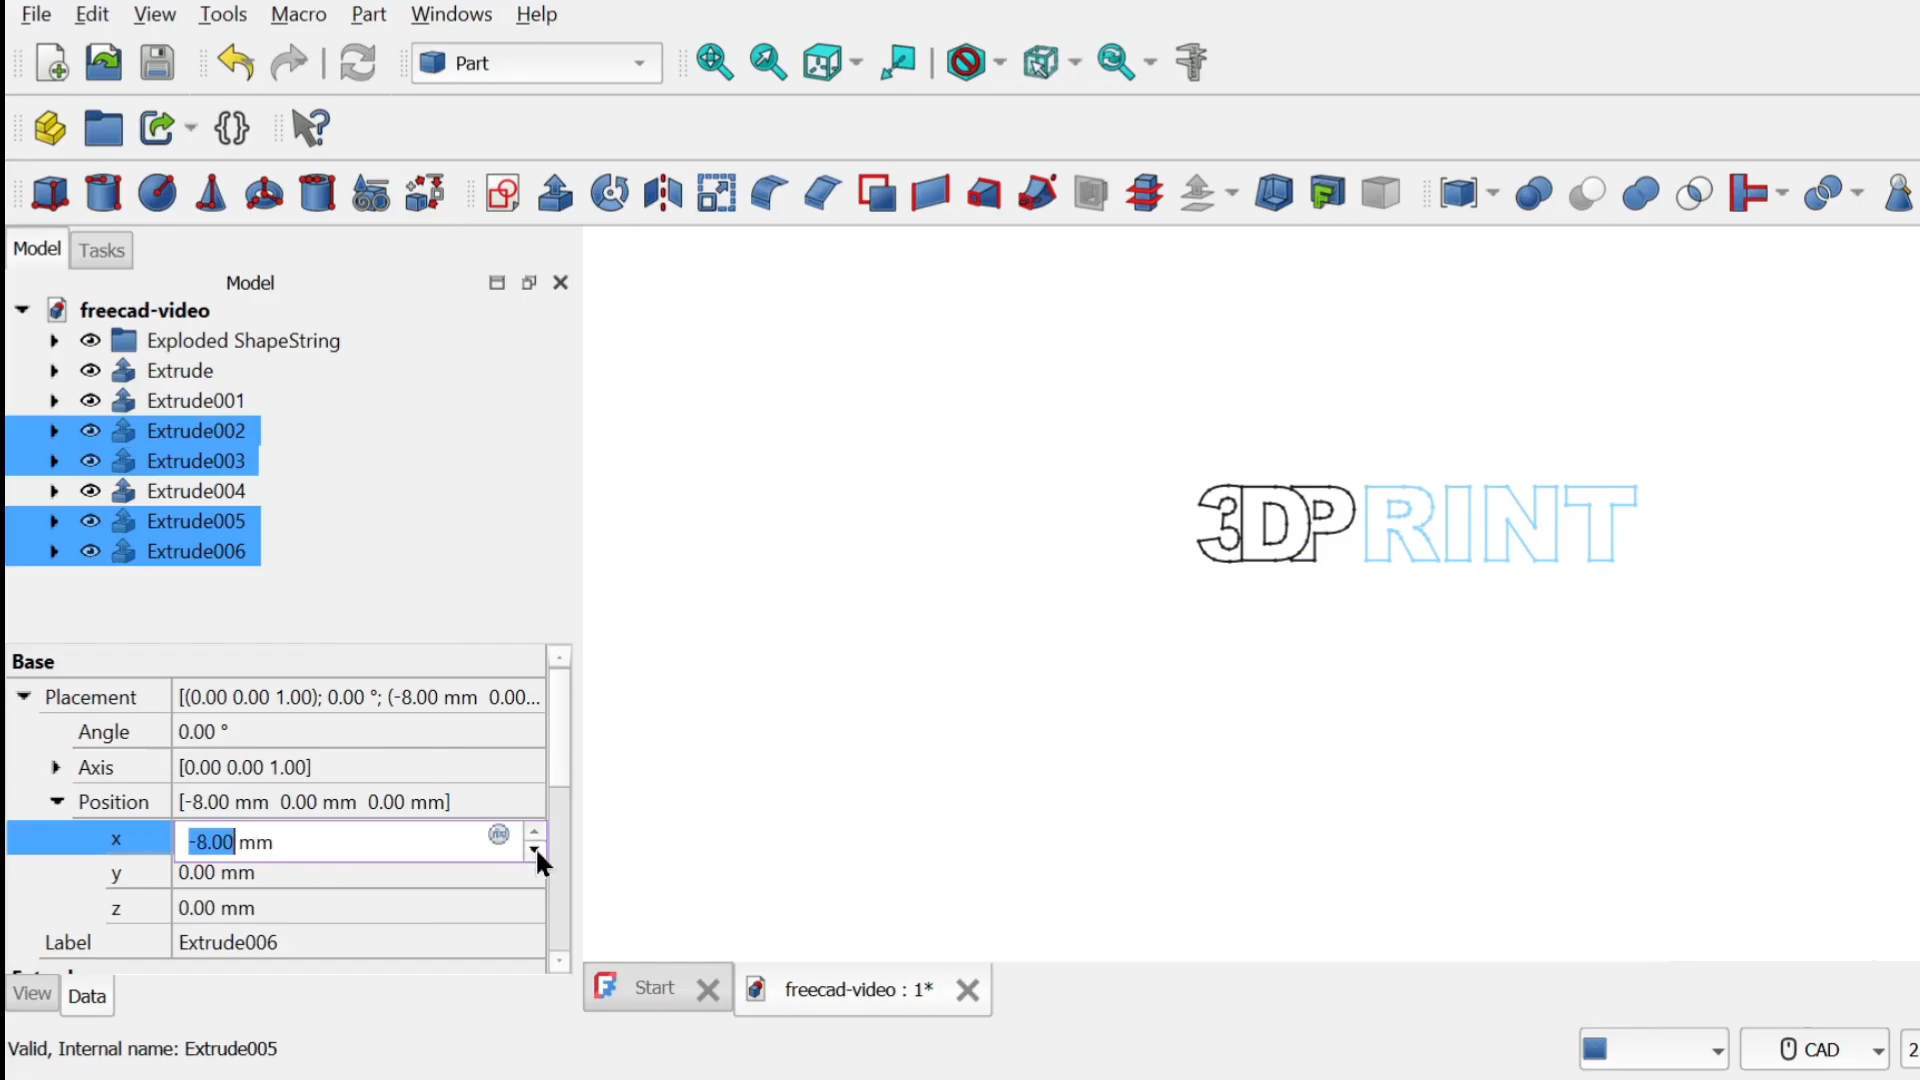 File Edit View Tools Macro Part Windows Help
Part
Model Tasks
Model
freecad-video
Exploded ShapeString
Extrude
Extrude001
Extrude002
Extrude003
Extrude004
Extrude005
Extrude006
3DPRINT
Base
Placement [(0.00 0.00 1.00); 0.00 °; (-8.00 mm 0.00...
Angle 0.00 °
Axis [0.00 0.00 1.00]
Position [-8.00 mm 0.00 mm 0.00 mm]
x -8.00 mm
y 0.00 mm
z 0.00 mm
Label Extrude006
View Data
Start freecad-video : 1*
Valid, Internal name: Extrude005
CAD 2